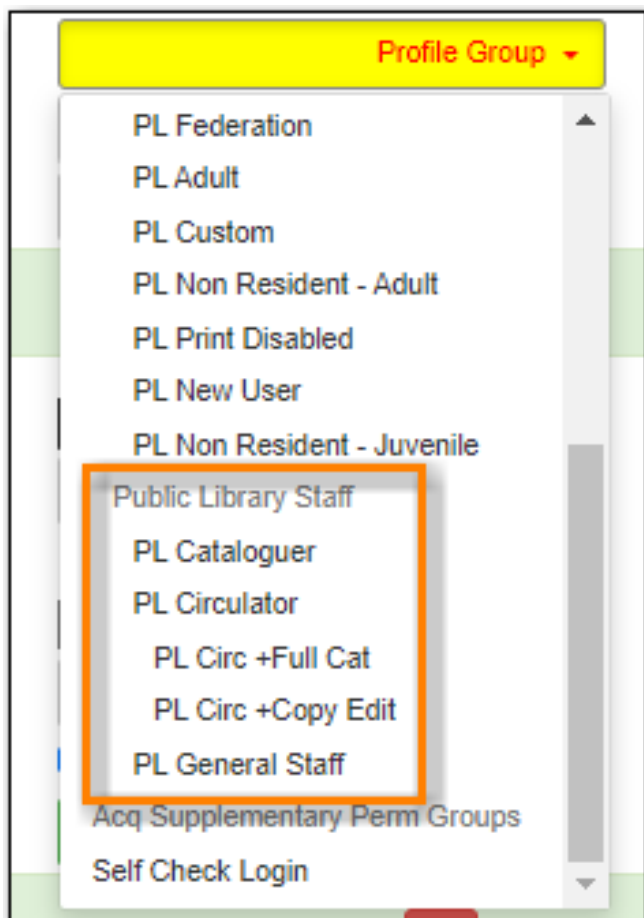 Profile Group
PL Federation
PL Adult
PL Custom
PL Non Resident - Adult
PL Print Disabled
PL New User
PL Non Resident - Juvenile
Public Library Staff
PL Cataloguer
PL Circulator
PL Circ +Full Cat
PL Circ +Copy Edit
PL General Staff
Acq Supplementary Perm Groups
Self Check Login